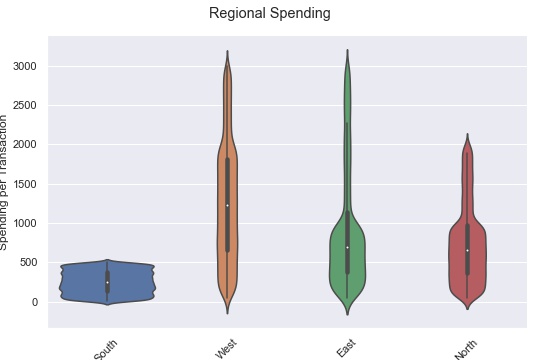 Regional Spending
Spending per Transaction
3000
2500
2000
1500
1000
500
0
South
West
East
North